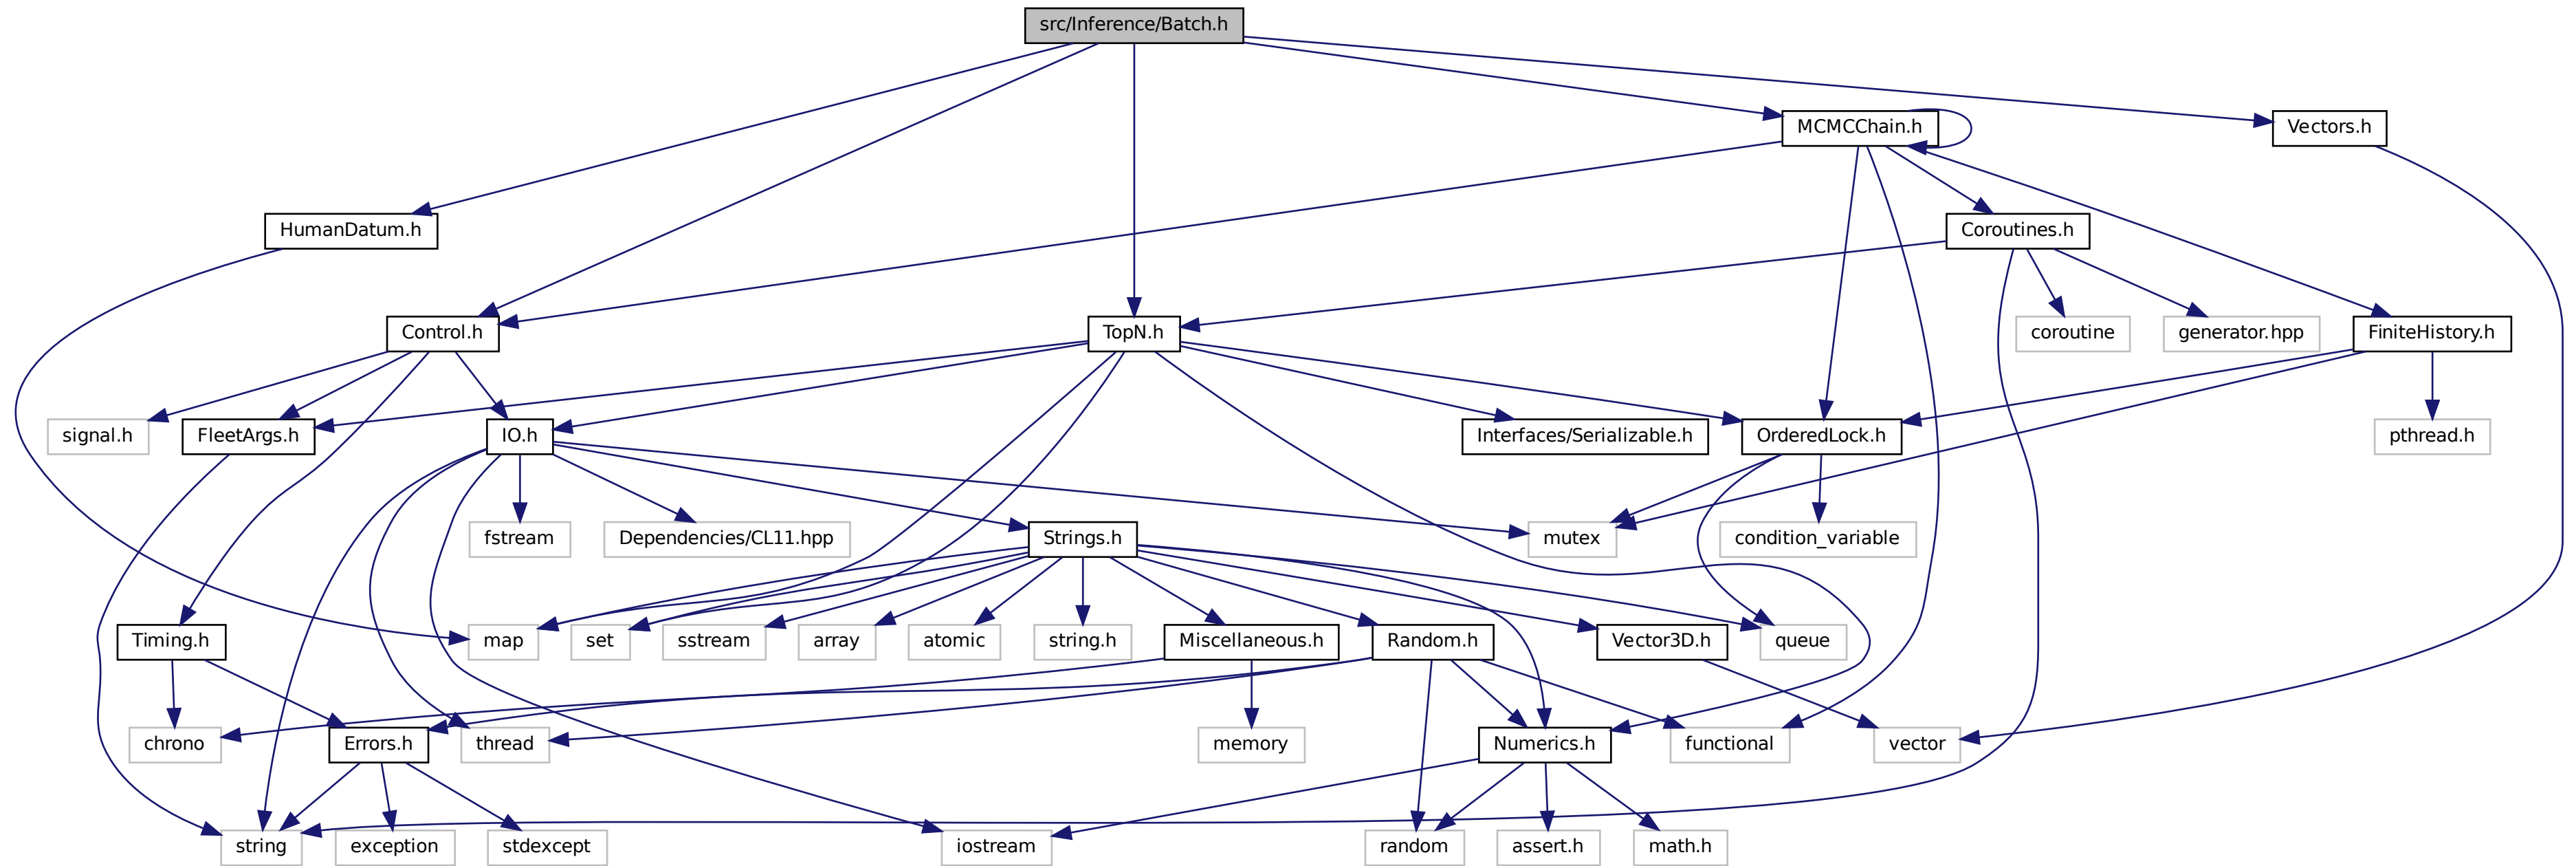 src/Inference/Batch.h
MCMCChain.h
Vectors.h
HumanDatum.h
Coroutines.h
Control.h
TopN.h
coroutine
generator.hpp
FiniteHistory.h
signal.h
FleetArgs.h
IO.h
Interfaces/Serializable.h
OrderedLock.h
pthread.h
fstream
Dependencies/CL11.hpp
Strings.h
mutex
condition_variable
Timing.h
map
set
sstream
array
atomic
string.h
Miscellaneous.h
Random.h
Vector3D.h
queue
chrono
Errors.h
thread
memory
Numerics.h
functional
vector
string
exception
stdexcept
iostream
random
assert.h
math.h